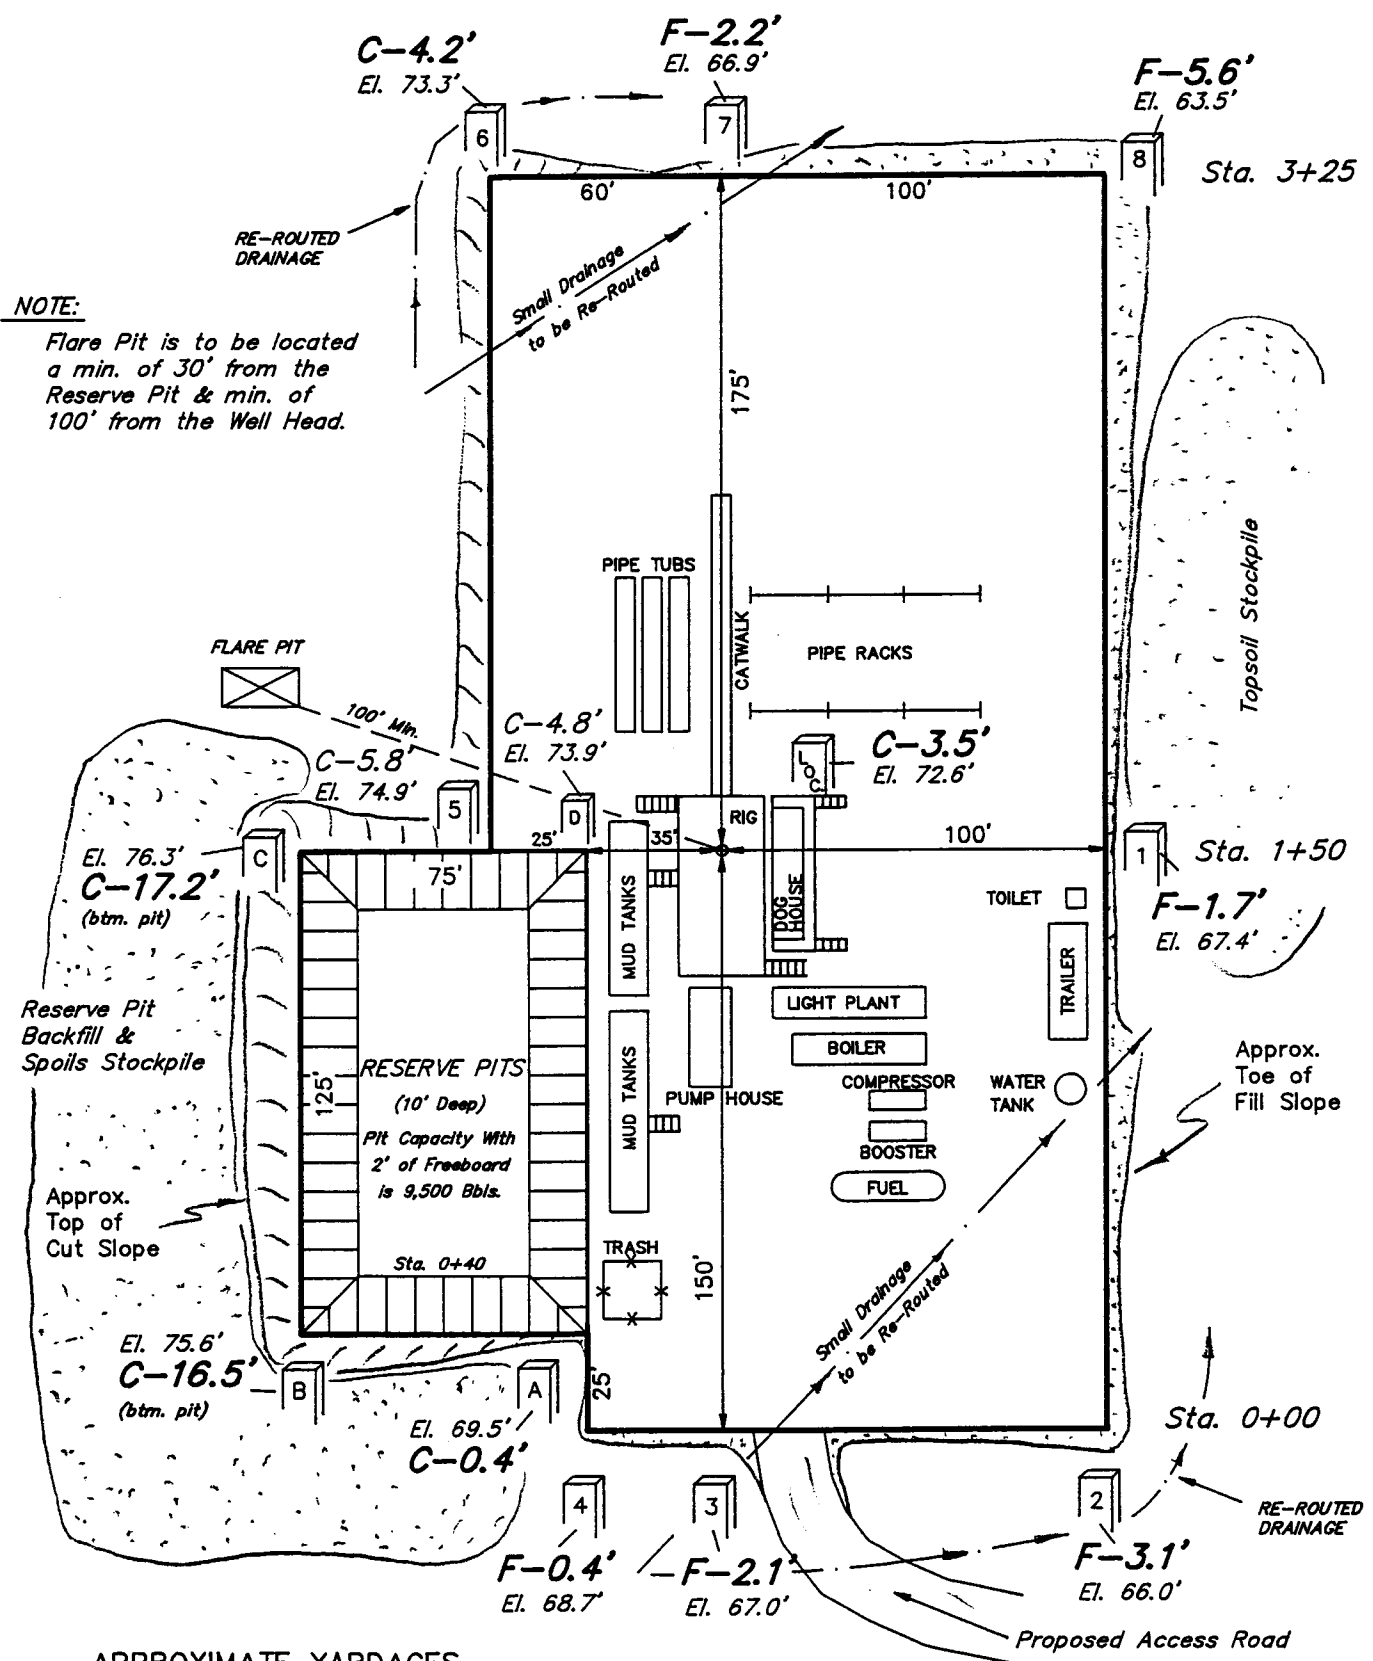 C-4.2'
El. 73.3'
F-2.2'
El. 66.9'
F-5.6'
El. 63.5'
6
7
8
Sta. 3+25
60'
100'
RE-ROUTED
DRAINAGE
Small Drainage
to be Re-Routed
NOTE:
Flare Pit is to be located
a min. of 30' from the
Reserve Pit & min. of
100' from the Well Head.
175'
Topsoil Stockpile
PIPE TUBS
CATWALK
PIPE RACKS
FLARE PIT
100' Min.
C-4.8'
El. 73.9'
C-5.8'
El. 74.9'
LOC.
C-3.5'
El. 72.6'
5
D
RIG
25'
35'
100'
1
Sta. 1+50
C
El. 76.3'
C-17.2'
(btm. pit)
75'
F-1.7'
El. 67.4'
TOILET
DOG
HOUSE
MUD TANKS
TRAILER
LIGHT PLANT
Reserve Pit
Backfill &
Spoils Stockpile
BOILER
RESERVE PITS
(10' Deep)
Pit Capacity With
2' of Freeboard
is 9,500 Bbls.
125'
MUD TANKS
PUMP HOUSE
COMPRESSOR
WATER
TANK
Approx.
Toe of
Fill Slope
BOOSTER
FUEL
Approx.
Top of
Cut Slope
Sta. 0+40
TRASH
150'
Small Drainage
to be Re-Routed
El. 75.6'
C-16.5'
(btm. pit)
B
A
25'
El. 69.5'
C-0.4'
Sta. 0+00
4
3
2
RE-ROUTED
DRAINAGE
F-0.4'
El. 68.7'
F-2.1'
El. 67.0'
F-3.1'
El. 66.0'
Proposed Access Road
APPROXIMATE YARDAGES